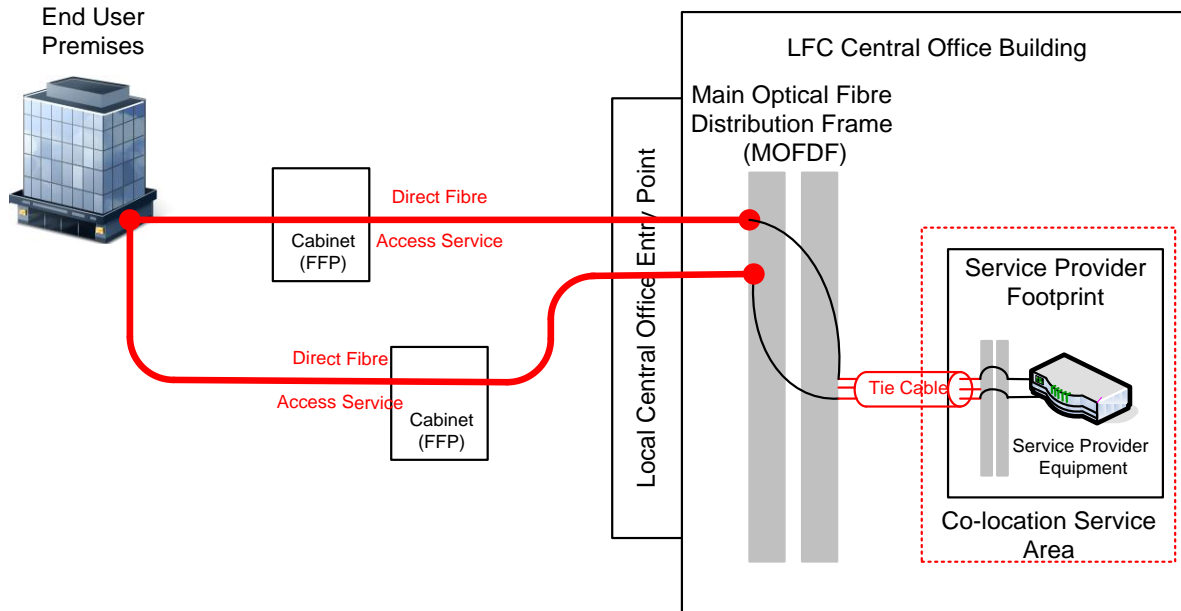 End User
Premises
LFC Central Office Building
Main Optical Fibre
Distribution Frame
(MOFDF)
Local Central Office Entry Point
Direct Fibre
Access Service
Cabinet
(FFP)
Direct Fibre
Access Service
Cabinet
(FFP)
Tie Cable
Service Provider
Footprint
Service Provider
Equipment
Co-location Service
Area